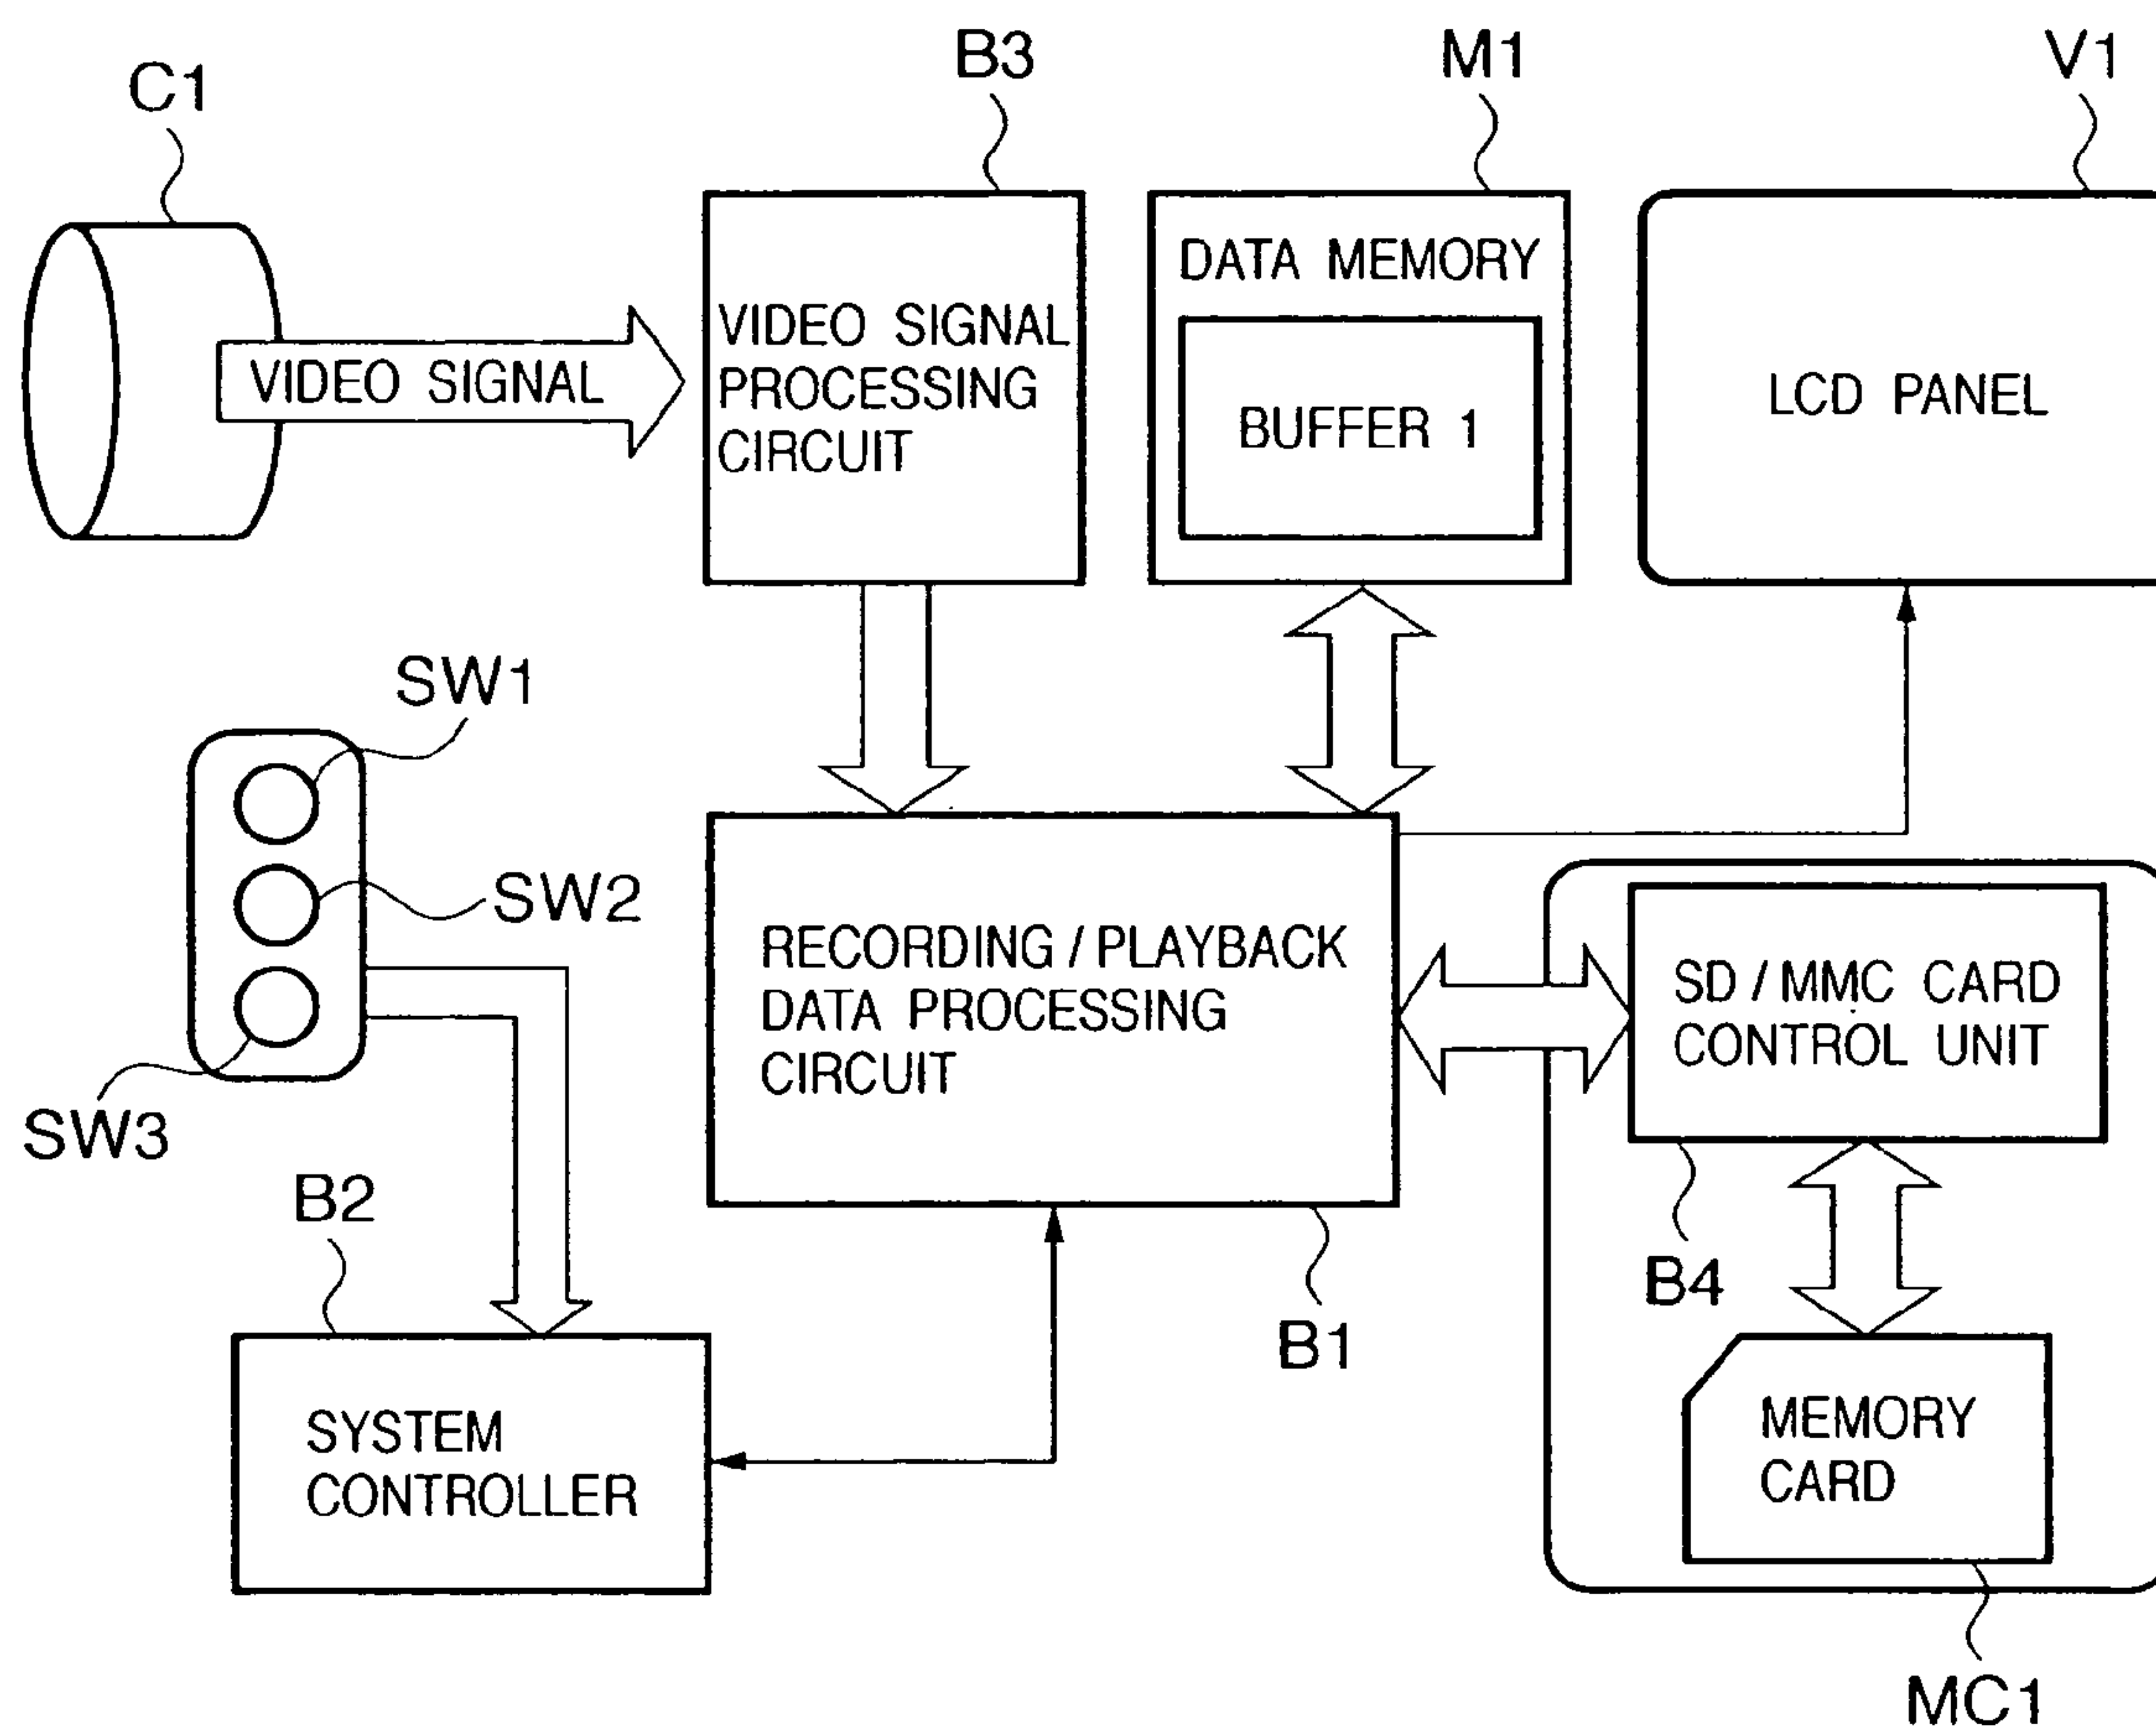 C1
B3
M1
V1
VIDEO SIGNAL
VIDEO SIGNAL
PROCESSING
CIRCUIT
DATA MEMORY
BUFFER 1
LCD PANEL
SW1
SW2
SW3
RECORDING / PLAYBACK
DATA PROCESSING
CIRCUIT
SD / MMC CARD
CONTROL UNIT
B2
B1
B4
SYSTEM
CONTROLLER
MEMORY
CARD
MC1